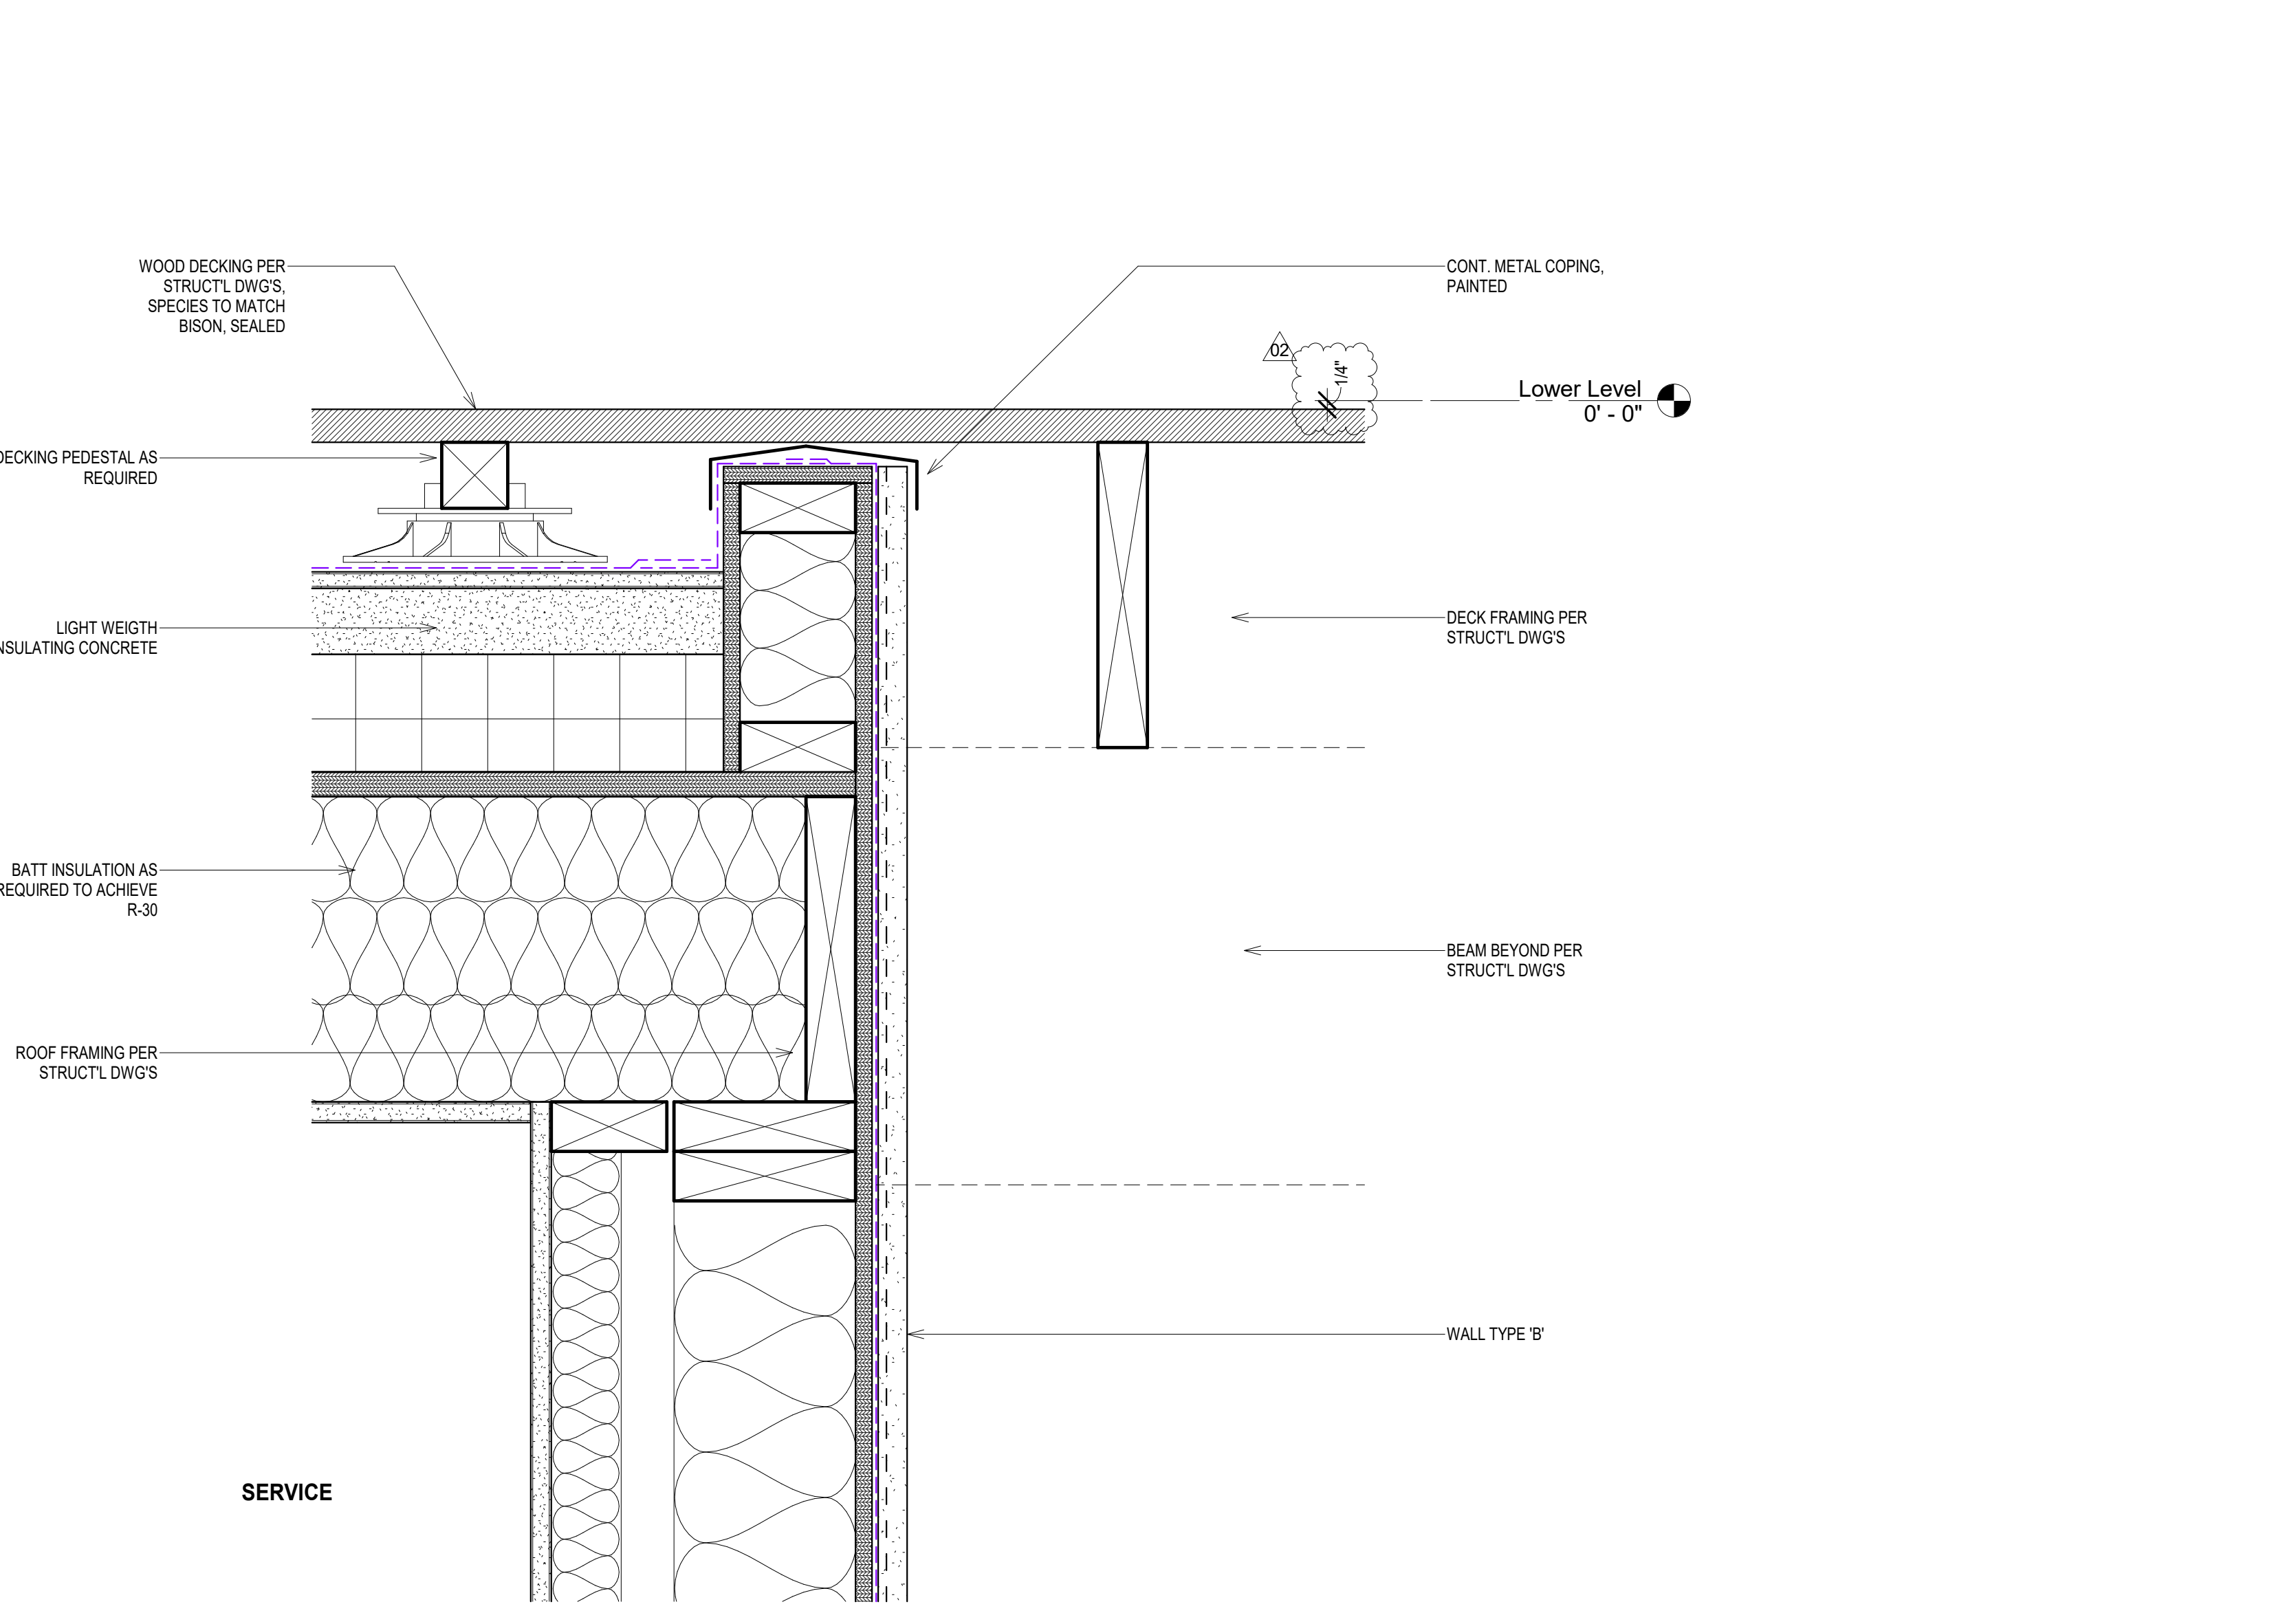 WOOD DECKING PER
STRUCT'L DWG'S,
SPECIES TO MATCH
BISON, SEALED
CONT. METAL COPING,
PAINTED
02
1/4"
Lower Level
0' - 0"
DECKING PEDESTAL AS
REQUIRED
LIGHT WEIGTH
NSULATING CONCRETE
DECK FRAMING PER
STRUCT'L DWG'S
BATT INSULATION AS
REQUIRED TO ACHIEVE
R-30
BEAM BEYOND PER
STRUCT'L DWG'S
ROOF FRAMING PER
STRUCT'L DWG'S
WALL TYPE 'B'
SERVICE